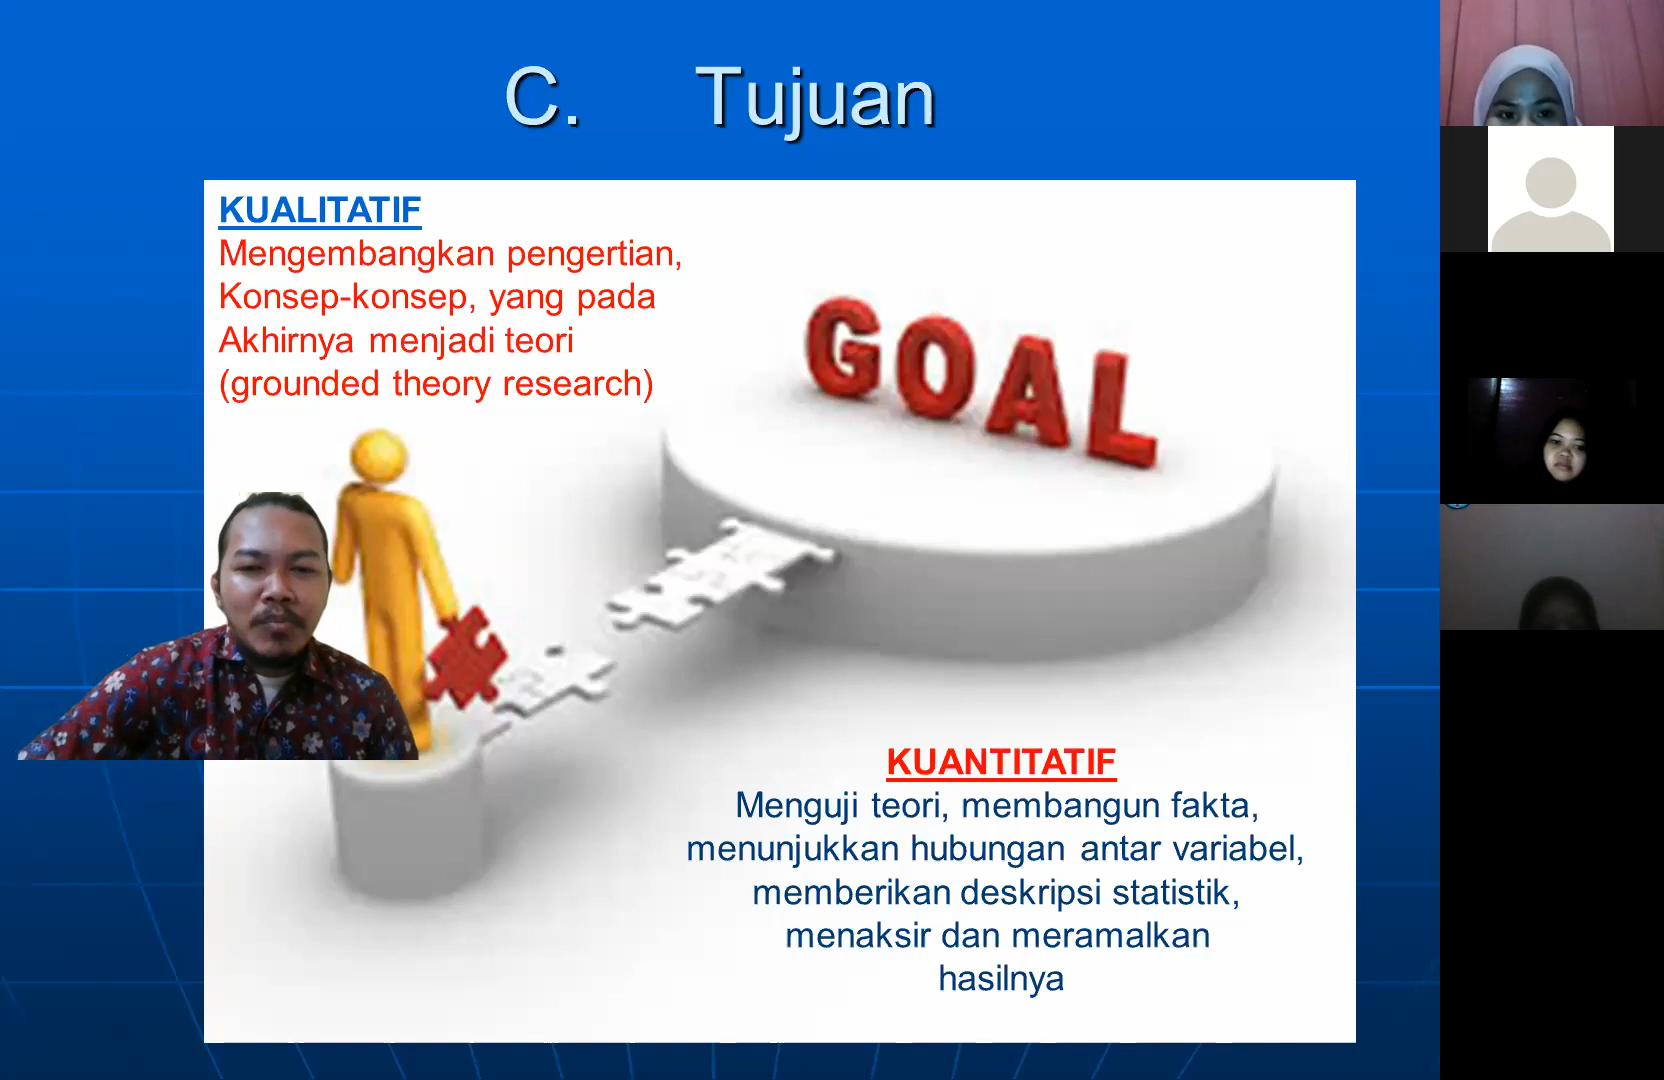 C. Tujuan
KUALITATIF
Mengembangkan pengertian,
Konsep-konsep, yang pada
Akhirnya menjadi teori
(grounded theory research)
GOAL
KUANTITATIF
Menguji teori, membangun fakta,
menunjukkan hubungan antar variabel,
memberikan deskripsi statistik,
menaksir dan meramalkan
hasilnya